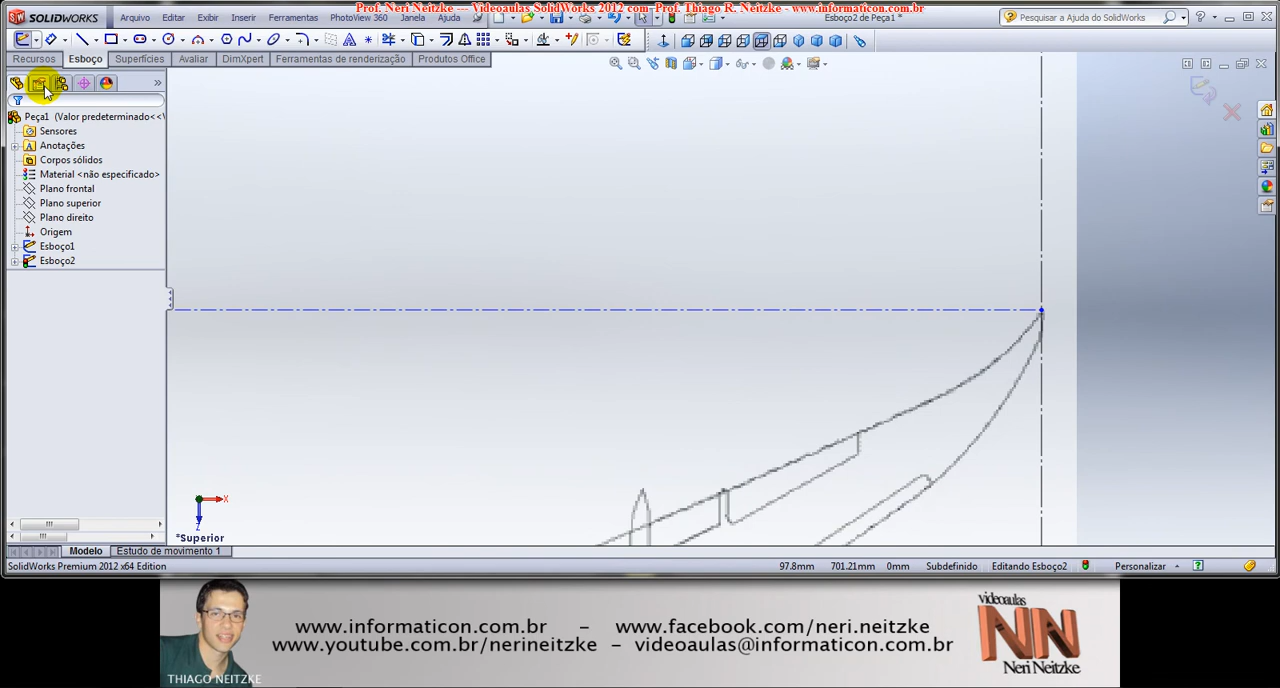 Prof. Neri Neitzke --- Videoaulas SolidWorks 2012 com Prof. Thiago R. Neitzke - www.informaticon.com.br
SOLIDWORKS Arquivo Editar Exibir Inserir Ferramentas PhotoView 360 Janela Ajuda Esboço2 de Peça1 * Pesquisar a Ajuda do SolidWorks
Recursos Esboço Superfícies Avaliar DimXpert Ferramentas de renderização Produtos Office
Peça1 (Valor predeterminado<<
Sensores
Anotações
Corpos sólidos
Material <não especificado>
Plano frontal
Plano superior
Plano direito
Origem
Esboço1
Esboço2
X
Z
*Superior
Modelo Estudo de movimento 1
SolidWorks Premium 2012 x64 Edition 97.8mm 701.21mm 0mm Subdefinido Editando Esboço2 Personalizar
www.informaticon.com.br - www.facebook.com/neri.neitzke
www.youtube.com.br/nerineitzke - videoaulas@informaticon.com.br
THIAGO NEITZKE
videoaulas
NN
Neri Neitzke